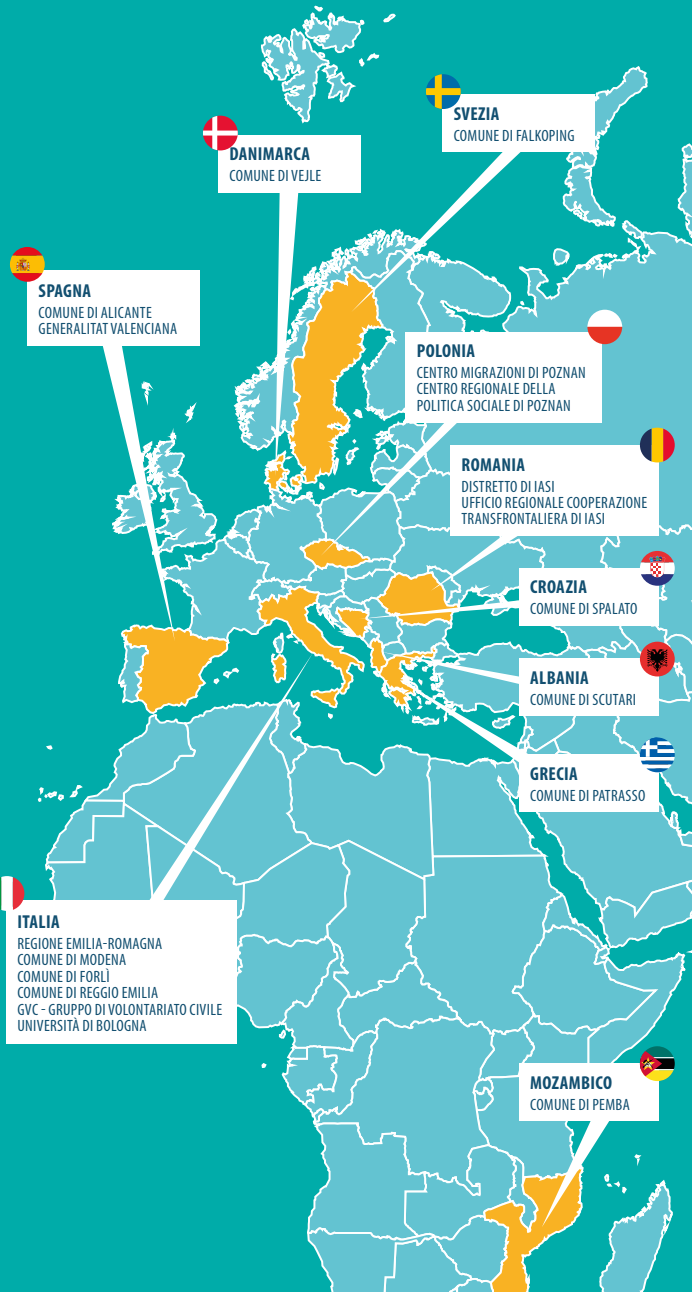 SVEZIA
COMUNE DI FALKOPING
DANIMARCA
COMUNE DI VEJLE
SPAGNA
COMUNE DI ALICANTE
GENERALITAT VALENCIANA
POLONIA
CENTRO MIGRAZIONI DI POZNAN
CENTRO REGIONALE DELLA
POLITICA SOCIALE DI POZNAN
ROMANIA
DISTRETTO DI IASI
UFFICIO REGIONALE COOPERAZIONE
TRANSFRONTALIERA DI IASI
CROAZIA
COMUNE DI SPALATO
ALBANIA
COMUNE DI SCUTARI
GRECIA
COMUNE DI PATRASSO
ITALIA
REGIONE EMILIA-ROMAGNA
COMUNE DI MODENA
COMUNE DI FORLÌ
COMUNE DI REGGIO EMILIA
GVC - GRUPPO DI VOLONTARIATO CIVILE
UNIVERSITÀ DI BOLOGNA
MOZAMBICO
COMUNE DI PEMBA